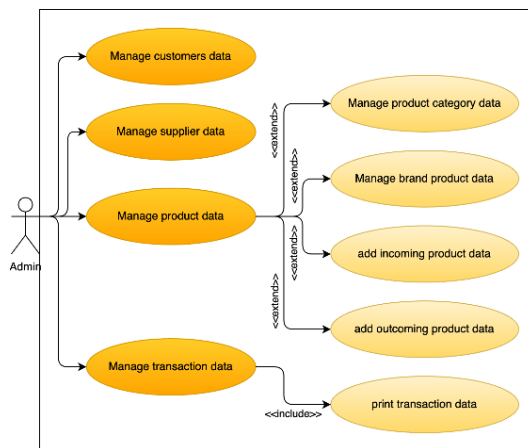 Manage customers data
Manage product category data
<<extend>>
Manage supplier data
<<extend>>
Manage brand product data
Manage product data
Admin
<<extend>>
add incoming product data
<<extend>>
add outcoming product data
Manage transaction data
print transaction data
<<include>>